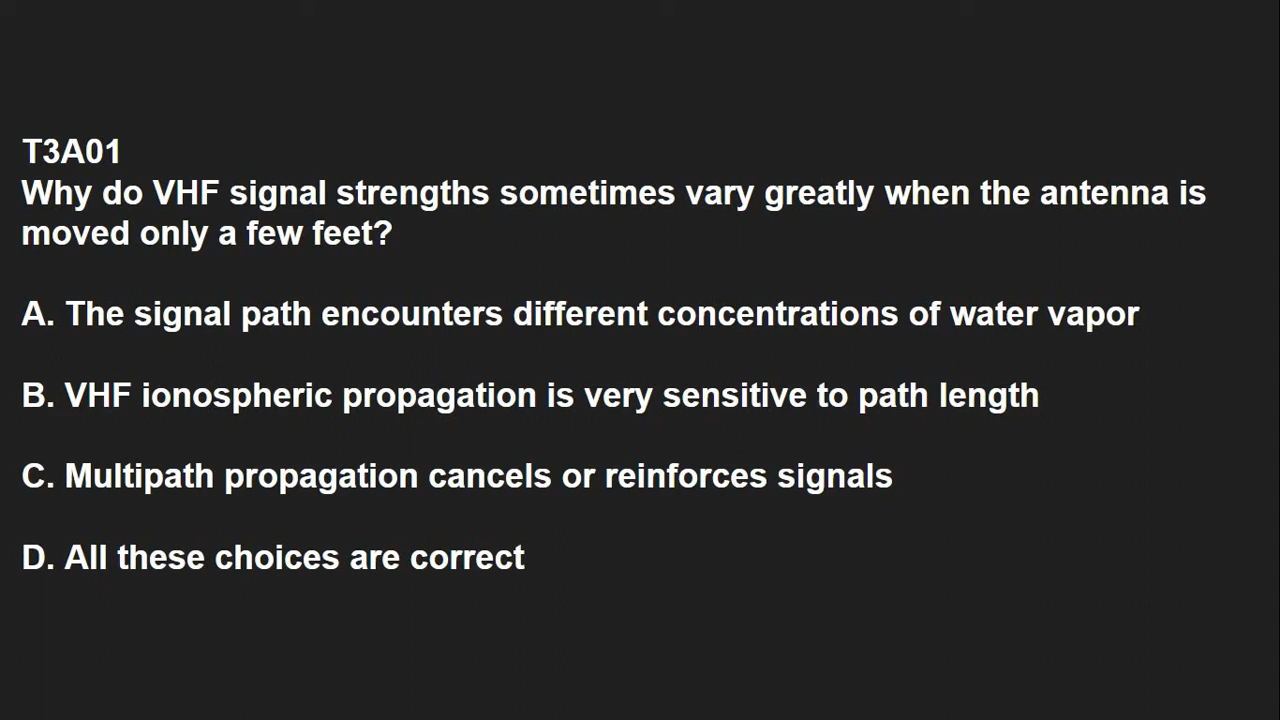 T3A01
Why do VHF signal strengths sometimes vary greatly when the antenna is
moved only a few feet?
A. The signal path encounters different concentrations of water vapor
B. VHF ionospheric propagation is very sensitive to path length
C. Multipath propagation cancels or reinforces signals
D. All these choices are correct